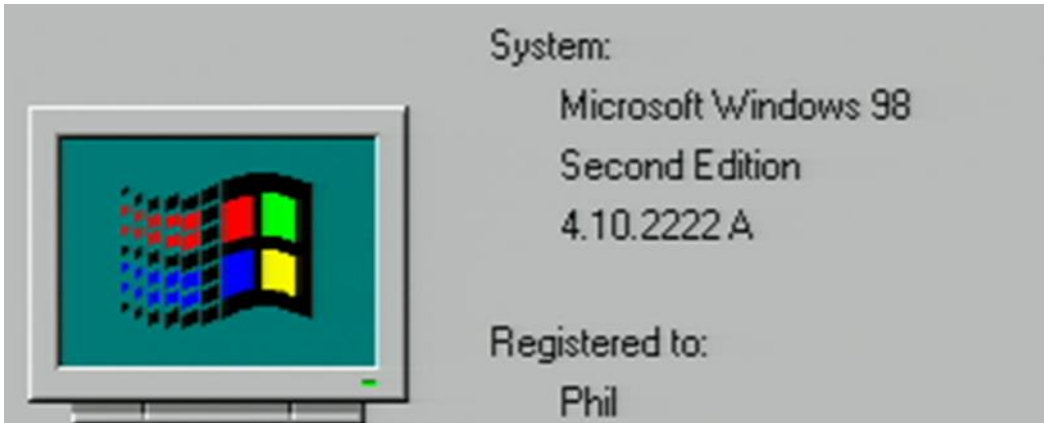 System:
Microsoft Windows 98
Second Edition
4.10.2222 A
Registered to:
Phil